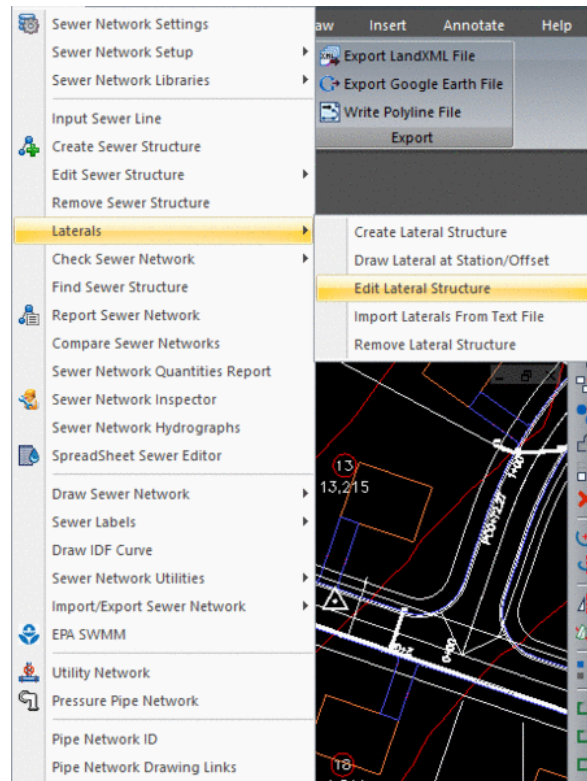 Sewer Network Settings
Sewer Network Setup
Sewer Network Libraries
Input Sewer Line
Create Sewer Structure
Edit Sewer Structure
Remove Sewer Structure
Laterals
Check Sewer Network
Find Sewer Structure
Report Sewer Network
Compare Sewer Networks
Sewer Network Quantities Report
Sewer Network Inspector
Sewer Network Hydrographs
SpreadSheet Sewer Editor
Draw Sewer Network
Sewer Labels
Draw IDF Curve
Sewer Network Utilities
Import/Export Sewer Network
EPA SWMM
Utility Network
Pressure Pipe Network
Pipe Network ID
Pipe Network Drawing Links
aw Insert Annotate Help
Export LandXML File
Export Google Earth File
Write Polyline File
Export
Create Lateral Structure
Draw Lateral at Station/Offset
Edit Lateral Structure
Import Laterals From Text File
Remove Lateral Structure
13
13,215
1+00
0+00
18